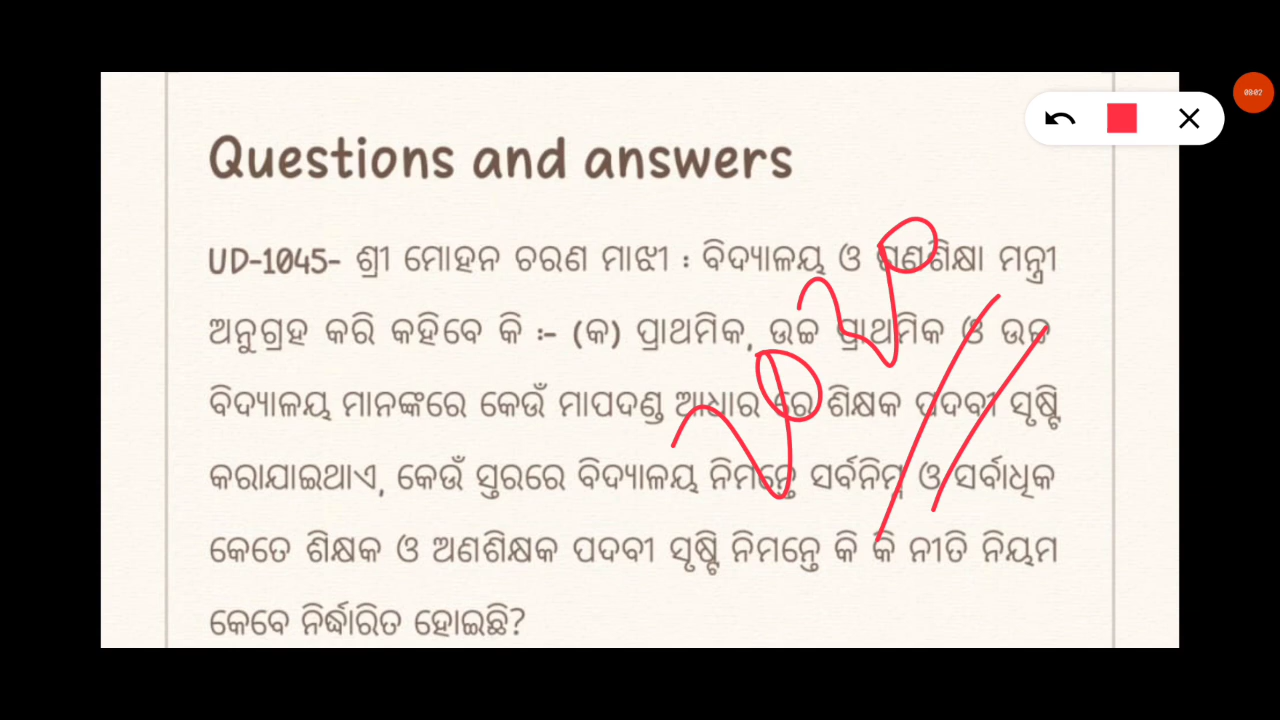 Questions and answers
UD-1045- ଶ୍ରୀ ମୋହନ ଚରଣ ମାଝୀ : ବିଦ୍ୟାଳୟ ଓ ଗଣଶିକ୍ଷା ମନ୍ତ୍ରୀ
ଅନୁଗ୍ରହ କରି କହିବେ କି :- (କ) ପ୍ରାଥମିକ, ଉଚ୍ଚ ପ୍ରାଥମିକ ଓ ଉଚ୍ଚ
ବିଦ୍ୟାଳୟ ମାନଙ୍କରେ କେଉଁ ମାପଦଣ୍ଡ ଆଧାର ରେ ଶିକ୍ଷକ ପଦବୀ ସୃଷ୍ଟି
କରାଯାଇଥାଏ, କେଉଁ ସ୍ତରରେ ବିଦ୍ୟାଳୟ ନିମନ୍ତେ ସର୍ବନିମ୍ନ ଓ ସର୍ବାଧିକ
କେତେ ଶିକ୍ଷକ ଓ ଅଣଶିକ୍ଷକ ପଦବୀ ସୃଷ୍ଟି ନିମନ୍ତେ କି କି ନୀତି ନିୟମ
କେବେ ନିର୍ଦ୍ଧାରିତ ହୋଇଛି?